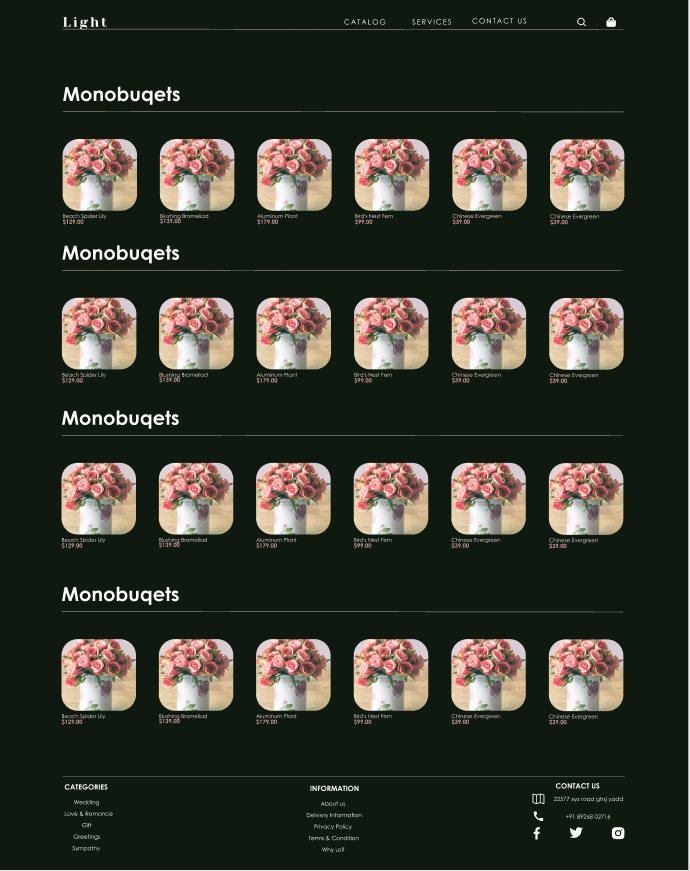 Light
CATALOG SERVICES CONTACT US
Monobuqets
Beach Spider Lily Blushing Bromeliad Aluminum Plant Bird's Nest Fern Chinese Evergreen Chinese Evergreen
$129.00 $139.00 $179.00 $99.00 $39.00 $39.00
Monobuqets
Beach Spider Lily Blushing Bromeliad Aluminum Plant Bird's Nest Fern Chinese Evergreen Chinese Evergreen
$129.00 $139.00 $179.00 $99.00 $39.00 $39.00
Monobuqets
Beach Spider Lily Blushing Bromeliad Aluminum Plant Bird's Nest Fern Chinese Evergreen Chinese Evergreen
$129.00 $139.00 $179.00 $99.00 $39.00 $39.00
Monobuqets
Beach Spider Lily Blushing Bromeliad Aluminum Plant Bird's Nest Fern Chinese Evergreen Chinese Evergreen
$129.00 $139.00 $179.00 $99.00 $39.00 $39.00
CATEGORIES
Wedding
Love & Romance
Gift
Greetings
Sympathy
INFORMATION
About us
Delivery Information
Privacy Policy
Terms & Condition
Why us?
CONTACT US
22577 xyz road ghsj yadd
+91 89268 02716